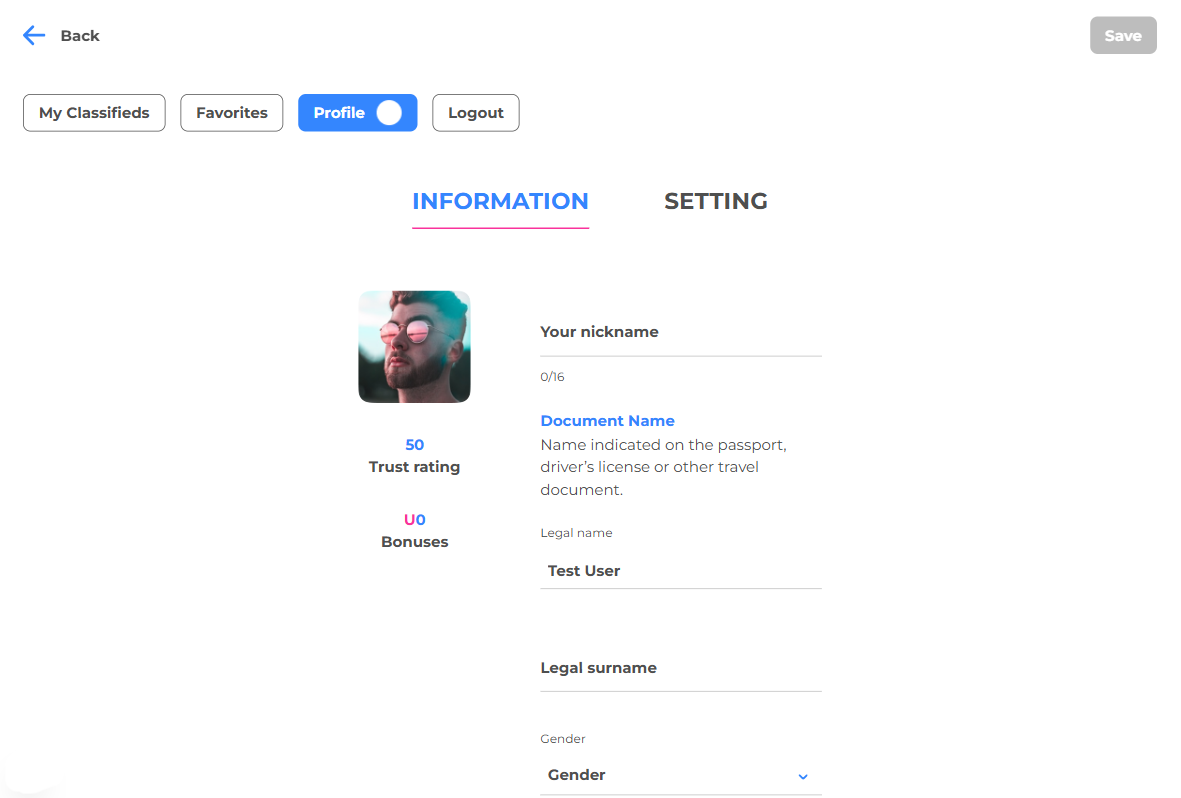 Back
Save
My Classifieds
Favorites
Profile
Logout
INFORMATION
SETTING
Your nickname
0/16
Document Name
Name indicated on the passport,
driver’s license or other travel
document.
50
Trust rating
U0
Bonuses
Legal name
Test User
Legal surname
Gender
Gender